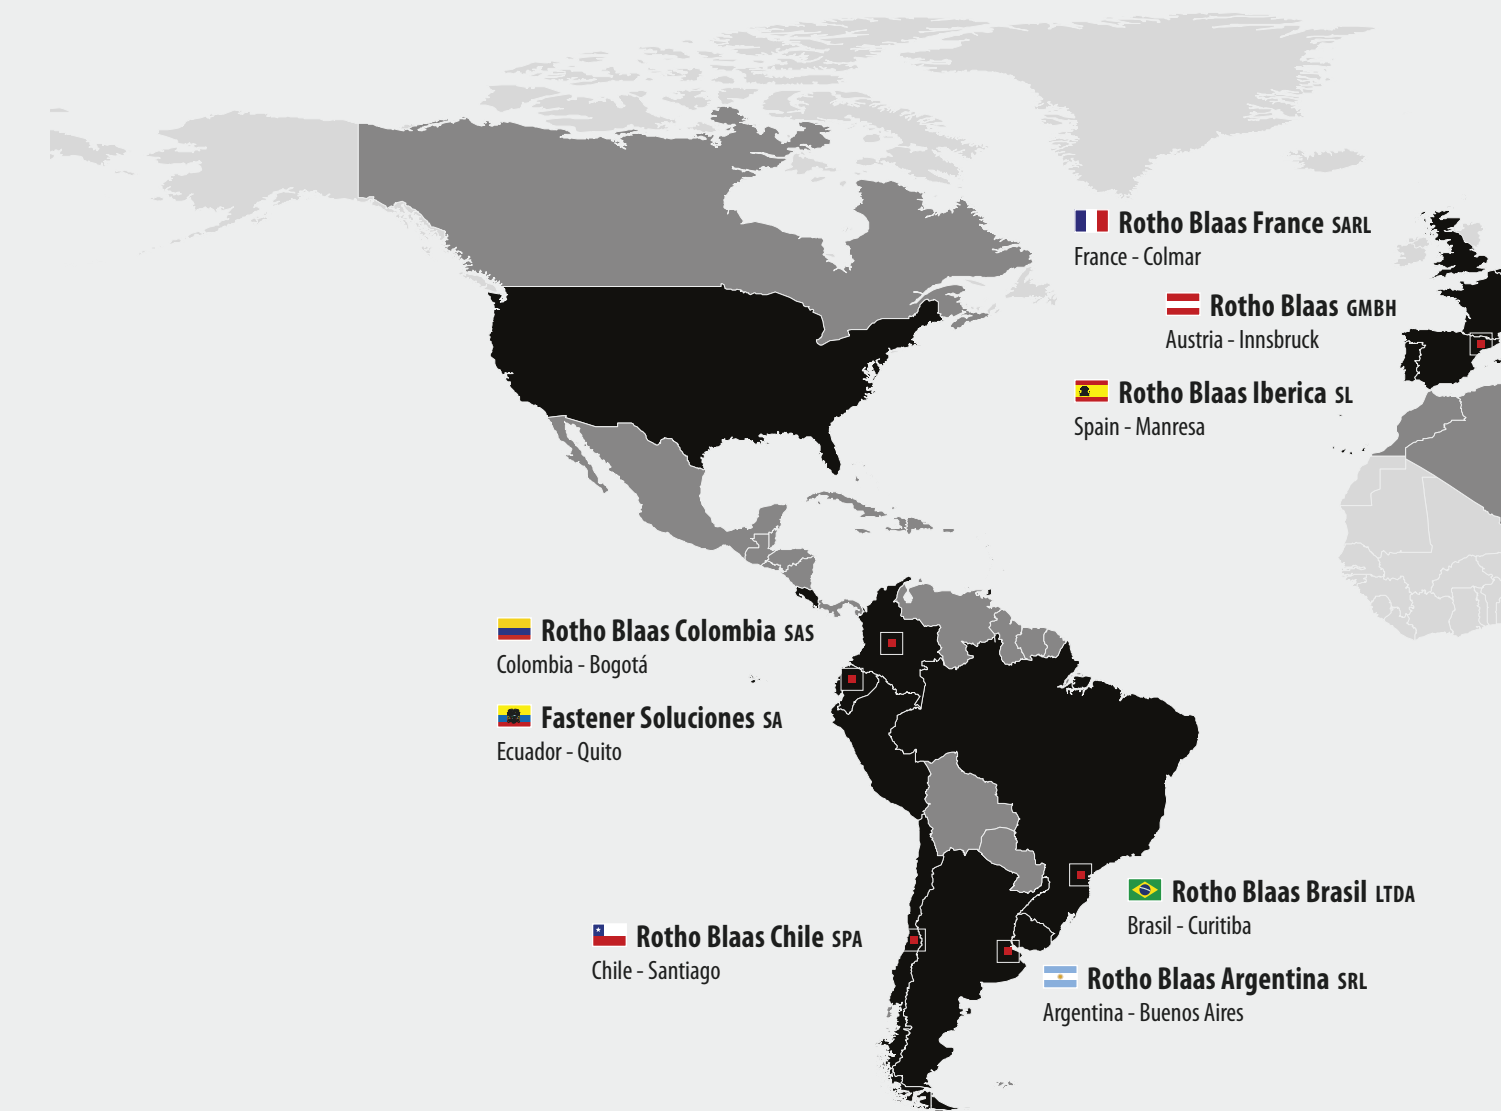 Rotho Blaas France SARL
France - Colmar
Rotho Blaas GMBH
Austria - Innsbruck
Rotho Blaas Iberica SL
Spain - Manresa
Rotho Blaas Colombia SAS
Colombia - Bogotá
Fastener Soluciones SA
Ecuador - Quito
Rotho Blaas Brasil LTDA
Brasil - Curitiba
Rotho Blaas Chile SPA
Chile - Santiago
Rotho Blaas Argentina SRL
Argentina - Buenos Aires